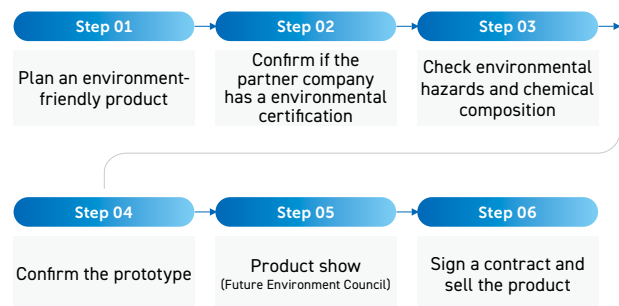 Step 01
Plan an environment-
friendly product
Step 02
Confirm if the
partner company
has a environmental
certification
Step 03
Check environmental
hazards and chemical
composition
Step 04
Confirm the prototype
Step 05
Product show
(Future Environment Council)
Step 06
Sign a contract and
sell the product